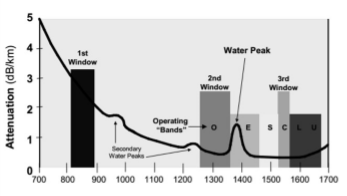 5
4
3
2
1
0
Attenuation (dB/km)
1st
Window
Water Peak
2nd
Window
3rd
Window
Operating
"Bands"
O
E
S
C
L
U
Secondary
Water Peaks
700 800 900 1000 1100 1200 1300 1400 1500 1600 1700